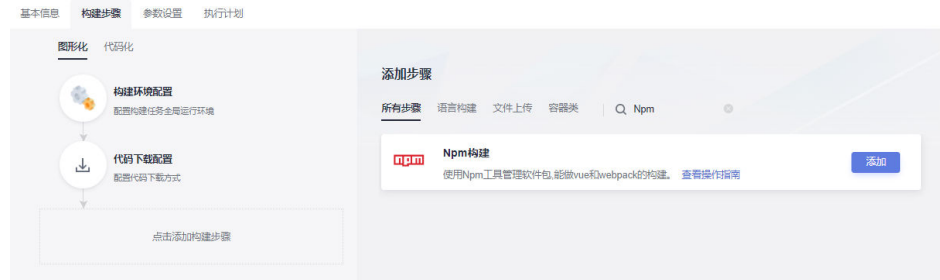 基本信息 构建步骤 参数设置 执行计划
图形化 代码化
构建环境配置
配置构建任务全局运行环境
代码下载配置
配置代码下载方式
点击添加构建步骤
添加步骤
所有步骤 语言构建 文件上传 容器类 Npm
npm
Npm构建
使用Npm工具管理软件包,能做vue和webpack的构建。 查看操作指南
添加